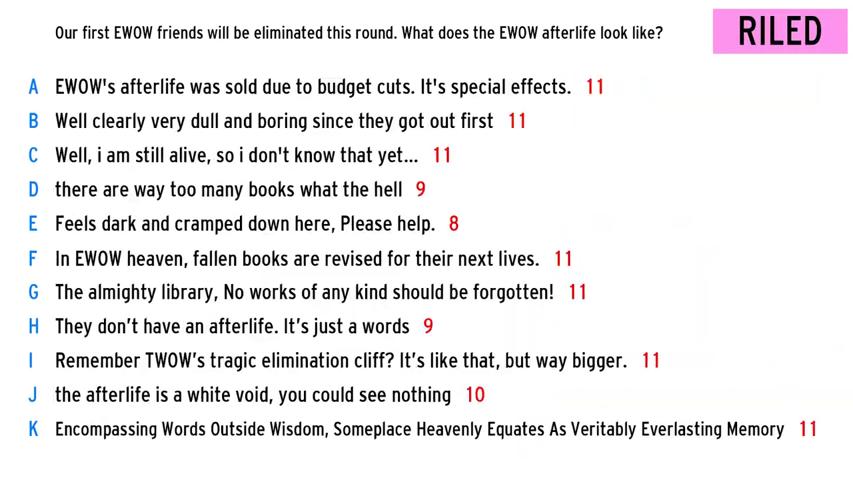 Our first EWOW friends will be eliminated this round. What does the EWOW afterlife look like?
RILED
A EWOW's afterlife was sold due to budget cuts. It's special effects. 11
B Well clearly very dull and boring since they got out first 11
C Well, i am still alive, so i don't know that yet... 11
D there are way too many books what the hell 9
E Feels dark and cramped down here, Please help. 8
F In EWOW heaven, fallen books are revised for their next lives. 11
G The almighty library, No works of any kind should be forgotten! 11
H They don’t have an afterlife. It’s just a words 9
I Remember TWOW’s tragic elimination cliff? It’s like that, but way bigger. 11
J the afterlife is a white void, you could see nothing 10
K Encompassing Words Outside Wisdom, Someplace Heavenly Equates As Veritably Everlasting Memory 11